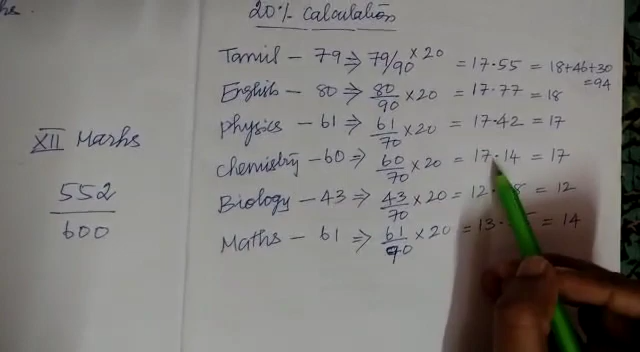 20% Calculation
Tamil - 79 ⇒ 79/90 × 20 = 17.55 = 18+46+30
= 94
English - 80 ⇒ 80/90 × 20 = 17.77 = 18
physics - 61 ⇒ 61/70 × 20 = 17.42 = 17
chemistry - 60 ⇒ 60/70 × 20 = 17.14 = 17
Biology - 43 ⇒ 43/70 × 20 = 12. 8 = 12
Maths - 61 ⇒ 61/90 × 20 = 13. = 14
XII Marks
552
600